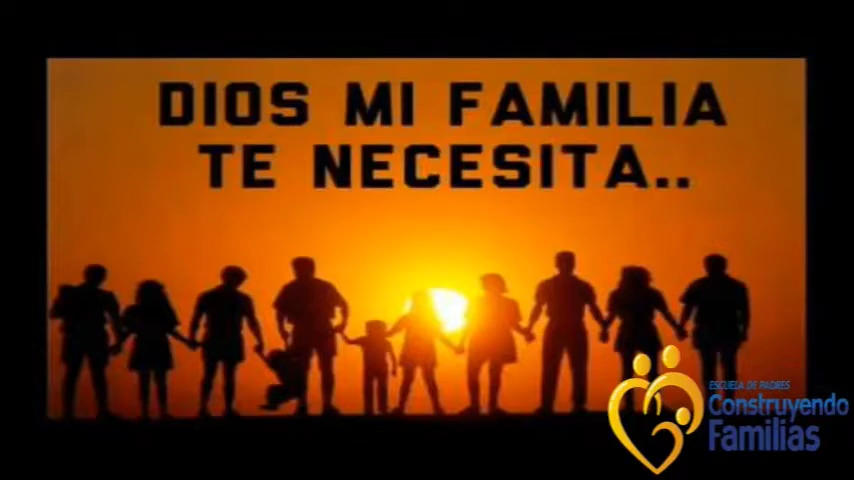 DIOS MI FAMILIA
TE NECESITA..
ESCUELA DE PADRES
Construyendo
Familias